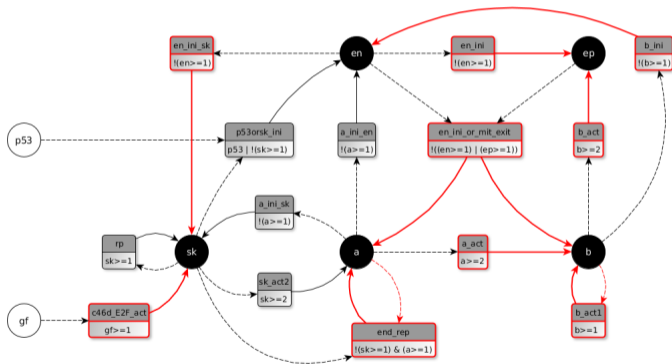 en_ini_sk
!(en>=1)
en
en_ini
!(en>=1)
ep
b_ini
!(b>=1)
p53
p53orsk_ini
p53 | !(sk>=1)
a_ini_en
!(a>=1)
en_ini_or_mit_exit
!((en>=1) | (ep>=1))
b_act
b>=2
a_ini_sk
!(a>=1)
rp
sk>=1
sk
a
a_act
a>=2
b
sk_act2
sk>=2
gf
c46d_E2F_act
gf>=1
end_rep
!(sk>=1) & (a>=1)
b_act1
b>=1